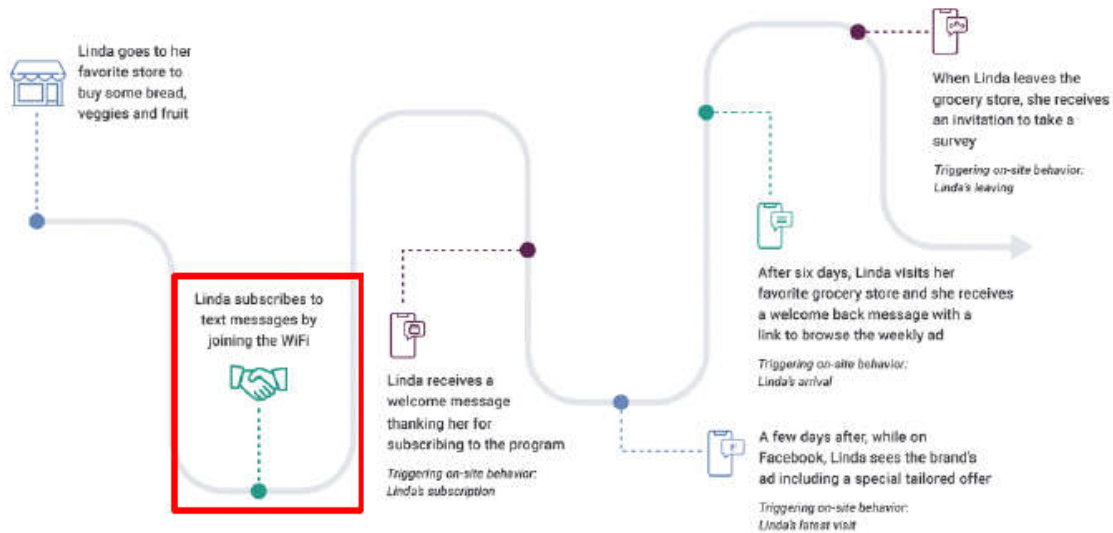 Linda goes to her
favorite store to
buy some bread,
veggies and fruit
Linda subscribes to
text messages by
joining the WiFi
Linda receives a
welcome message
thanking her for
subscribing to the program
Triggering on-site behavior:
Linda's subscription
A few days after, while on
Facebook, Linda sees the brand's
ad including a special tailored offer
Triggering on-site behavior:
Linda's latest visit
After six days, Linda visits her
favorite grocery store and she receives
a welcome back message with a
link to browse the weekly ad
Triggering on-site behavior:
Linda's arrival
When Linda leaves the
grocery store, she receives
an invitation to take a
survey
Triggering on-site behavior:
Linda's leaving